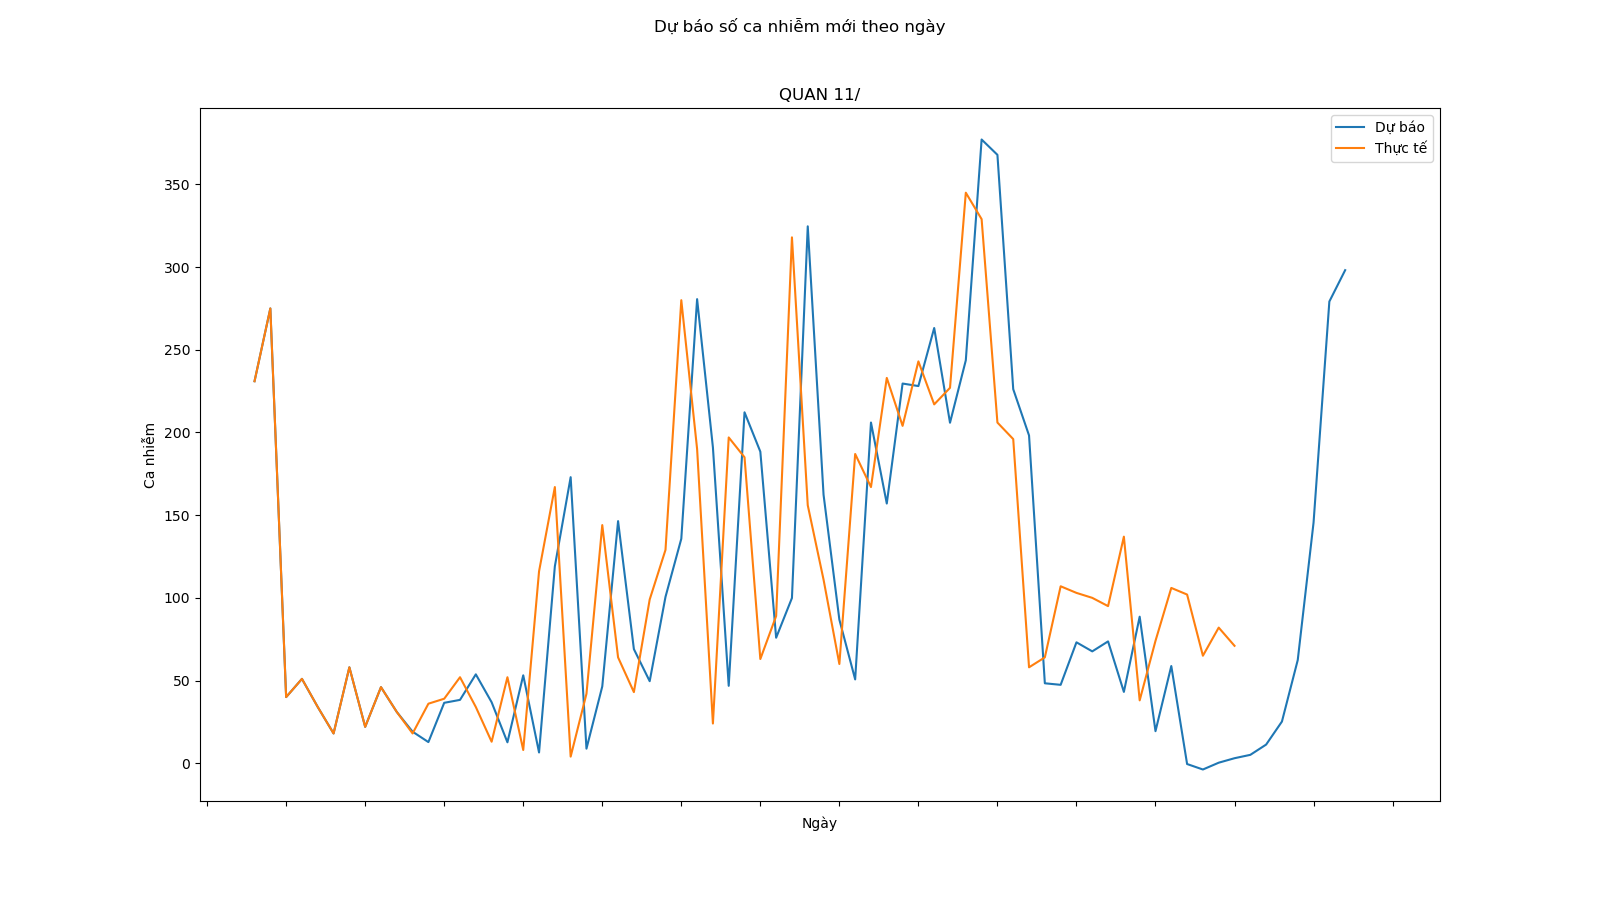 Dự báo số ca nhiễm mới theo ngày
QUAN 11/
Dự báo
Thực tế
350
300
250
200
150
100
50
0
Ca nhiễm
Ngày